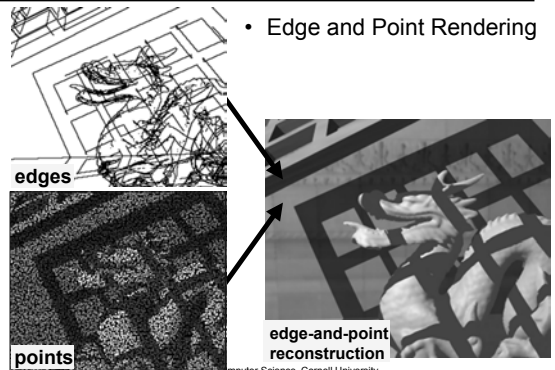 • Edge and Point Rendering
edges
points
edge-and-point
reconstruction
Computer Science, Cornell University